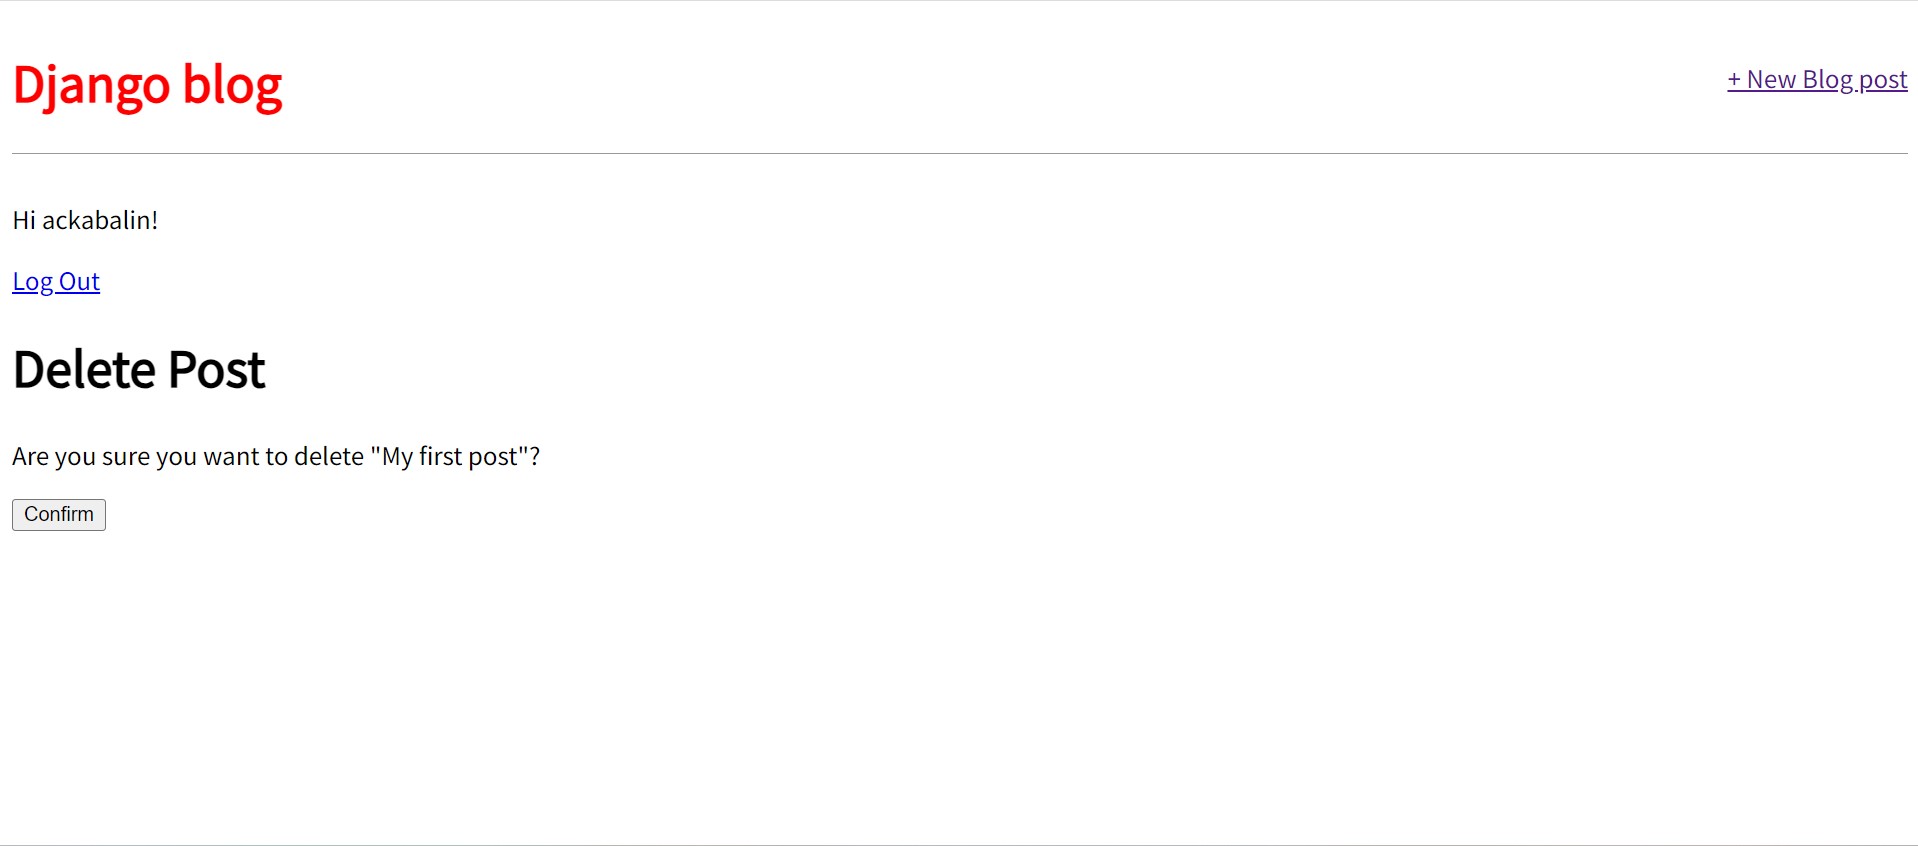 Django blog
+ New Blog post
Hi ackabalin!
Log Out
Delete Post
Are you sure you want to delete "My first post"?
Confirm